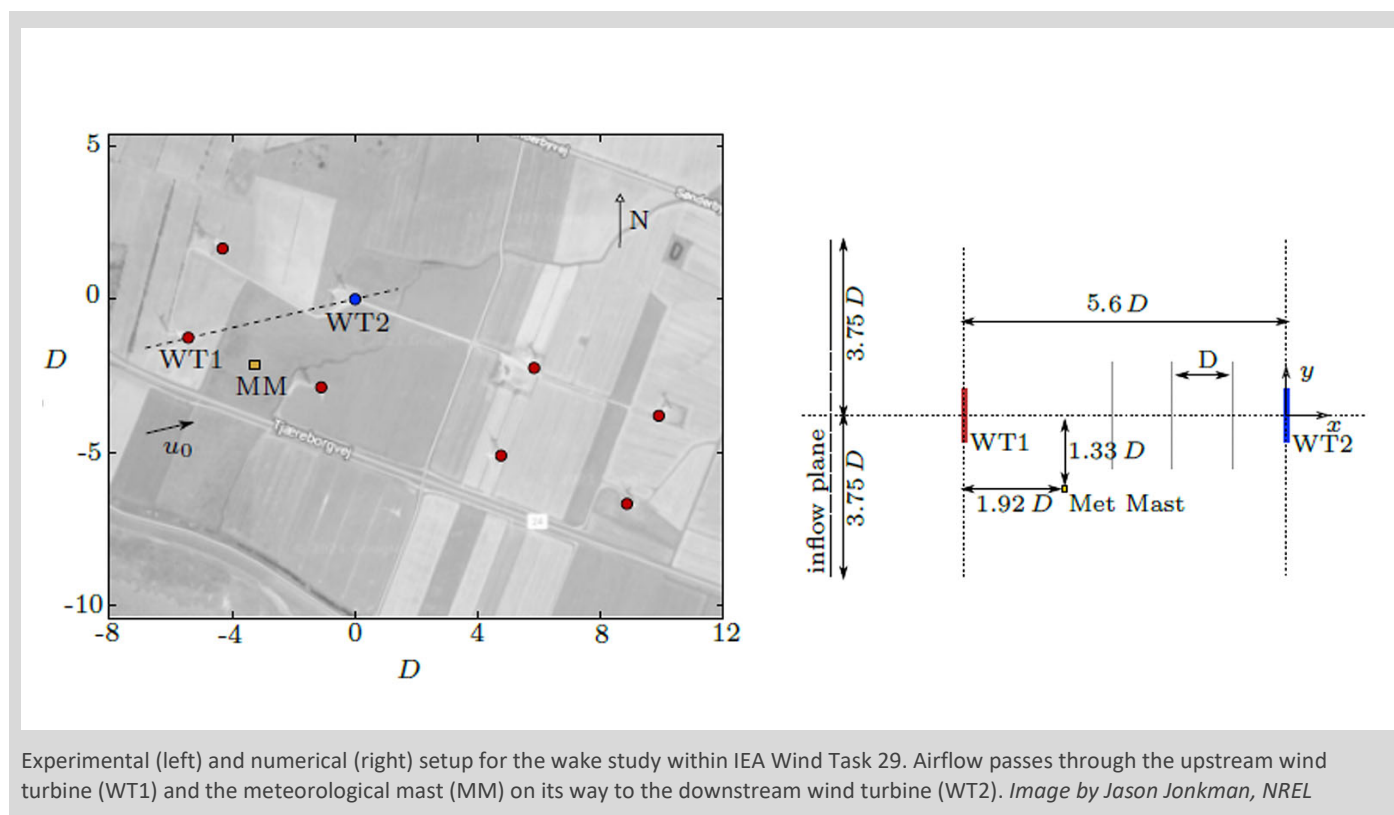 5
0
-5
-10
-8
-4
0
4
8
12
D
D
N
WT1
WT2
MM
u0
Tjæreborgvej
24
3.75 D
3.75 D
inflow plane
5.6 D
D
y
x
WT1
WT2
1.33 D
1.92 D
Met Mast
Experimental (left) and numerical (right) setup for the wake study within IEA Wind Task 29. Airflow passes through the upstream wind
turbine (WT1) and the meteorological mast (MM) on its way to the downstream wind turbine (WT2). Image by Jason Jonkman, NREL